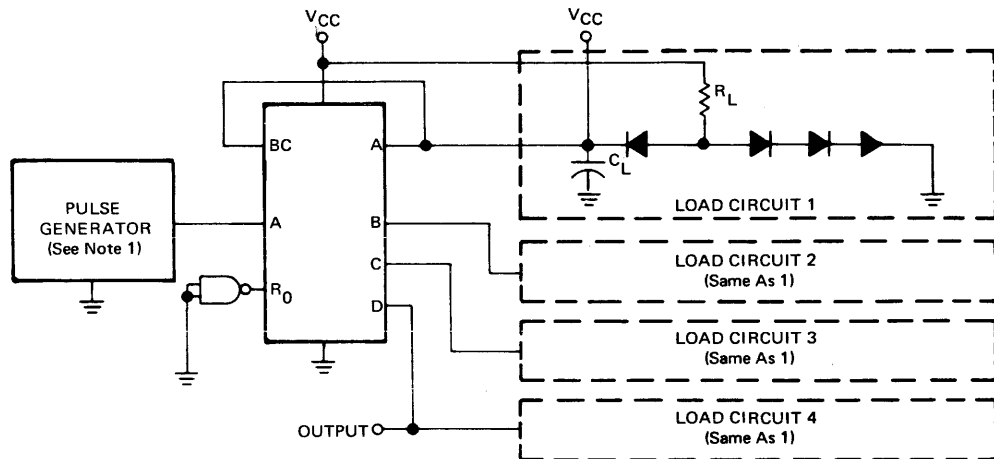 VCC
VCC
RL
BC
A
CL
PULSE
GENERATOR
(See Note 1)
A
B
LOAD CIRCUIT 1
C
LOAD CIRCUIT 2
(Same As 1)
R0
D
LOAD CIRCUIT 3
(Same As 1)
OUTPUT
LOAD CIRCUIT 4
(Same As 1)